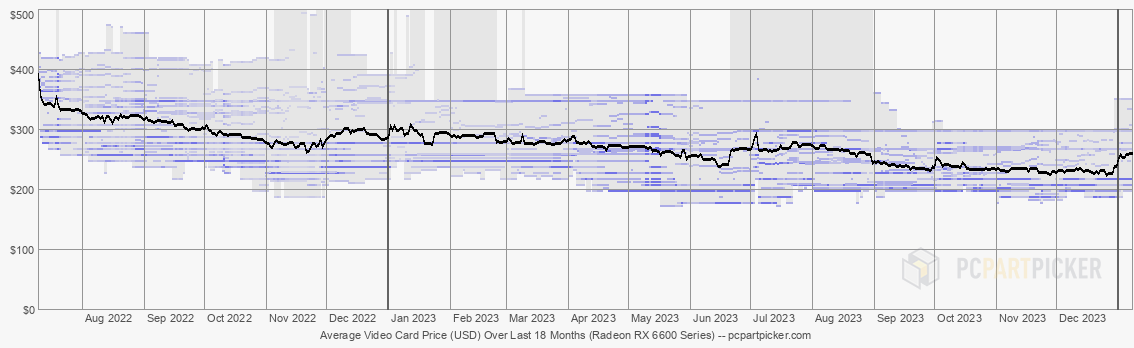 $500
$400
$300
$200
$100
$0
PCPARTPICKER
Aug 2022 Sep 2022 Oct 2022 Nov 2022 Dec 2022 Jan 2023 Feb 2023 Mar 2023 Apr 2023 May 2023 Jun 2023 Jul 2023 Aug 2023 Sep 2023 Oct 2023 Nov 2023 Dec 2023
Average Video Card Price (USD) Over Last 18 Months (Radeon RX 6600 Series) -- pcpartpicker.com